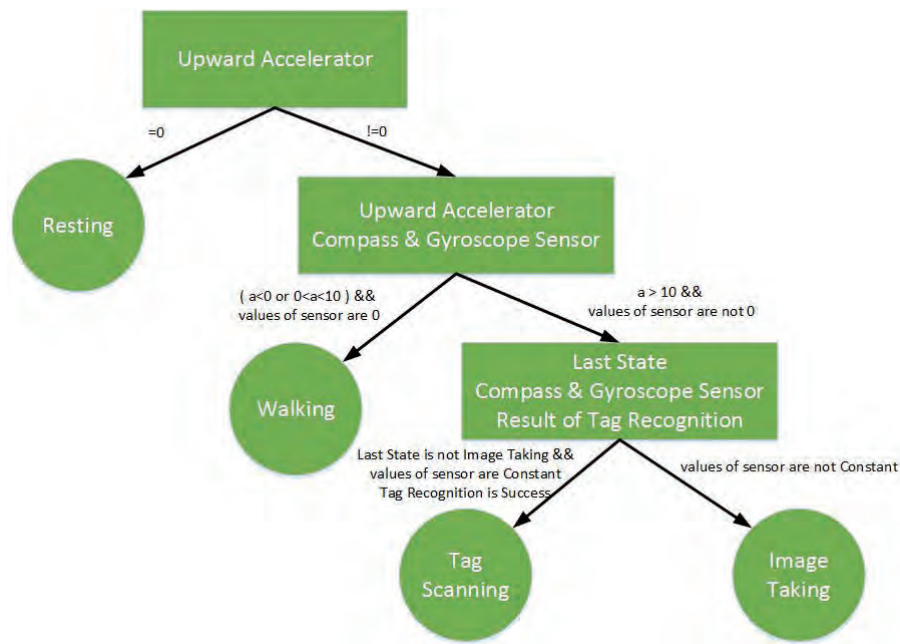 Upward Accelerator
=0
!=0
Resting
Upward Accelerator
Compass & Gyroscope Sensor
( a<0 or 0<a<10 ) &&
values of sensor are 0
a > 10 &&
values of sensor are not 0
Walking
Last State
Compass & Gyroscope Sensor
Result of Tag Recognition
Last State is not Image Taking &&
values of sensor are Constant
Tag Recognition is Success
values of sensor are not Constant
Tag
Scanning
Image
Taking